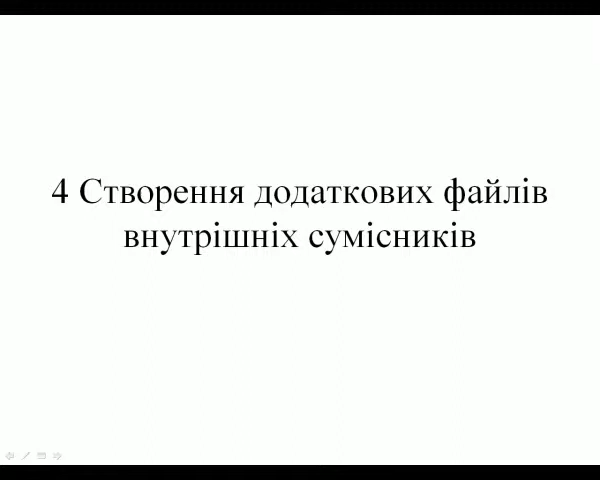 4 Створення додаткових файлів
внутрішніх сумісників